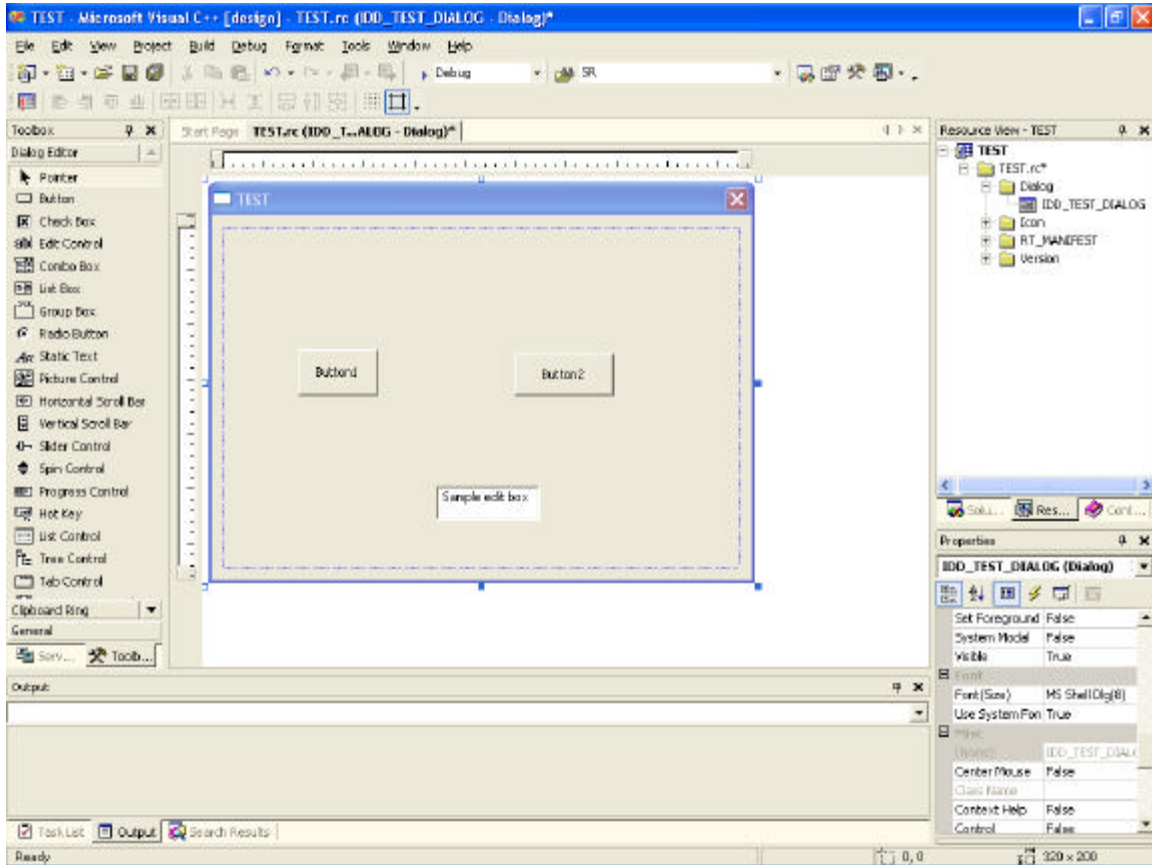 TEST - Microsoft Visual C++ [design] - TEST.rc (IDD_TEST_DIALOG - Dialog)*
File Edit View Project Build Debug Format Tools Window Help
Debug SR
Toolbox
Dialog Editor
Pointer
Button
Check Box
Edit Control
Combo Box
List Box
Group Box
Radio Button
Static Text
Picture Control
Horizontal Scroll Bar
Vertical Scroll Bar
Slider Control
Spin Control
Progress Control
Hot Key
List Control
Tree Control
Tab Control
Clipboard Ring
General
Serv... Toolb...
Start Page TEST.rc (IDD_T...ALOG - Dialog)*
TEST
Button1 Button2
Sample edit box
Resource View - TEST
TEST
TEST.rc*
Dialog
IDD_TEST_DIALOG
Icon
RT_MANIFEST
Version
Solu... Res... Cont...
Properties
IDD_TEST_DIALOG (Dialog)
Set Foreground False
System Modal False
Visible True
Font
Font(Size) MS Shell Dlg(8)
Use System Fon True
Misc
(Name) IDD_TEST_DIALO
Center Mouse False
Class Name
Context Help False
Control False
Output
Task List Output Search Results
Ready 0, 0 320 x 200